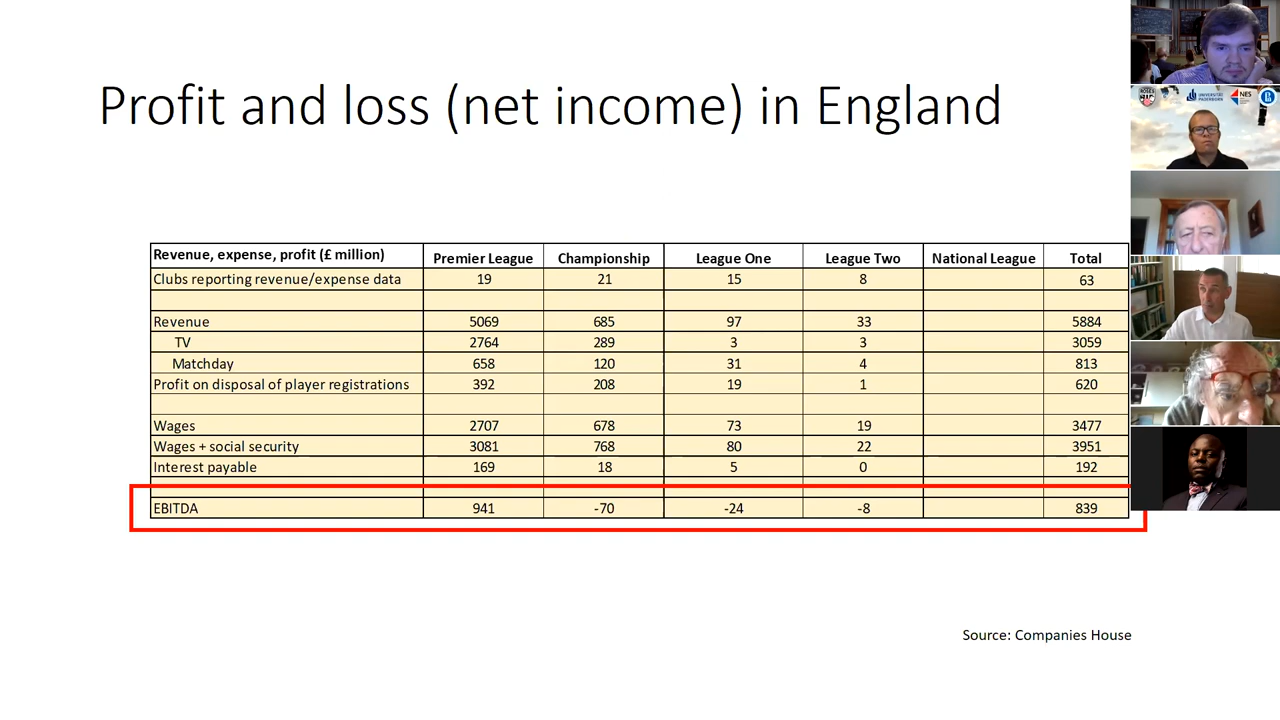 Profit and loss (net income) in England
Revenue, expense, profit (£ million) Premier League Championship League One League Two National League Total
Clubs reporting revenue/expense data 19 21 15 8 63
Revenue 5069 685 97 33 5884
TV 2764 289 3 3 3059
Matchday 658 120 31 4 813
Profit on disposal of player registrations 392 208 19 1 620
Wages 2707 678 73 19 3477
Wages + social security 3081 768 80 22 3951
Interest payable 169 18 5 0 192
EBITDA 941 -70 -24 -8 839
Source: Companies House
UNIVERSITÄT PADERBORN
NES